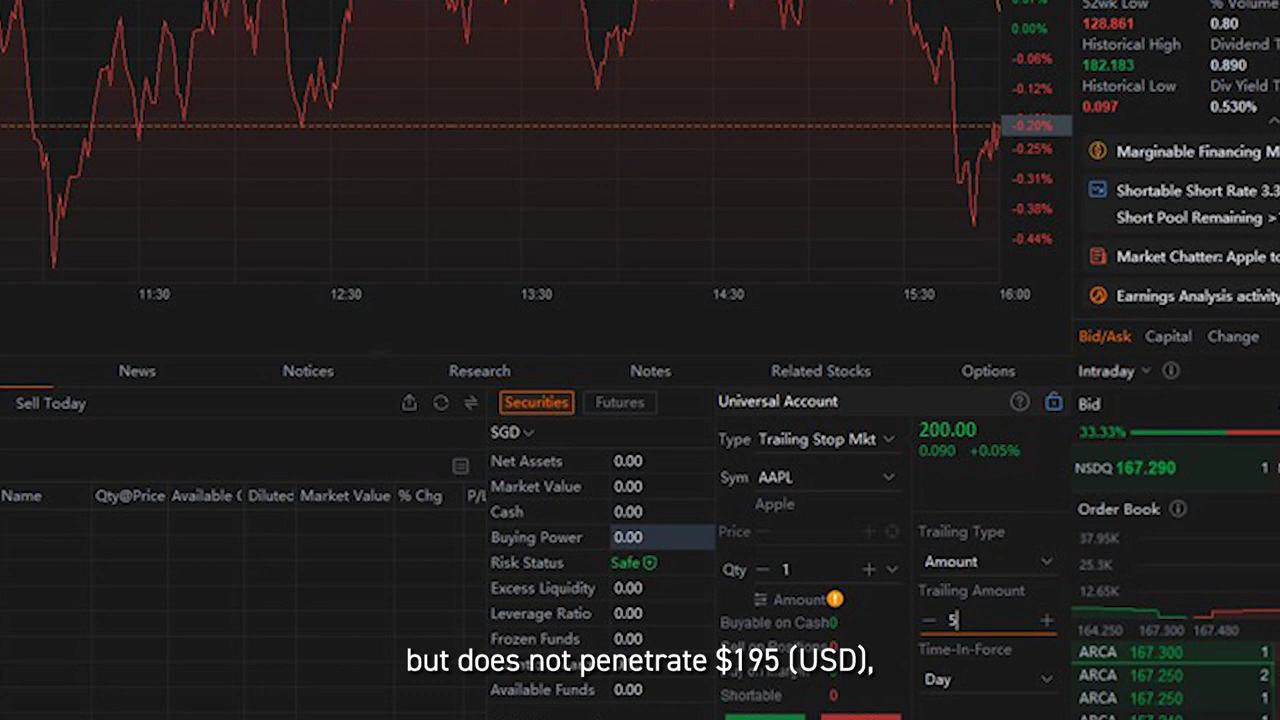 52wk Low
% Volume
128.861
0.80
0.00%
Historical High
Dividend T
-0.06%
182.183
0.890
-0.12%
Historical Low
Div Yield T
0.097
0.530%
-0.20%
-0.25%
Marginable Financing M
-0.31%
Shortable Short Rate 3.3
-0.38%
Short Pool Remaining >
-0.44%
Market Chatter: Apple to
11:30
12:30
13:30
14:30
15:30
16:00
Earnings Analysis activity
Bid/Ask
Capital
Change
News
Notices
Research
Notes
Related Stocks
Options
Intraday
Sell Today
Securities
Futures
Universal Account
Bid
SGD
Type Trailing Stop Mkt
200.00
0.090 +0.05%
33.33%
Net Assets 0.00
Sym AAPL
NSDQ 167.290 1
Market Value 0.00
Apple
Name
Qty@Price
Available
Diluted
Market Value
% Chg
P/L
Cash 0.00
Order Book
Buying Power 0.00
Price
Trailing Type
37.95K
Risk Status Safe
Qty 1
Amount
25.3K
Excess Liquidity 0.00
Amount
Trailing Amount
12.65K
Leverage Ratio 0.00
Buyable on Cash 0
5
164.250 167.300 167.480
Frozen Funds 0.00
Time-In-Force
ARCA 167.300 1
but does not penetrate $195 (USD),
Day
ARCA 167.250 2
Available Funds 0.00
Shortable 0
ARCA 167.250 1